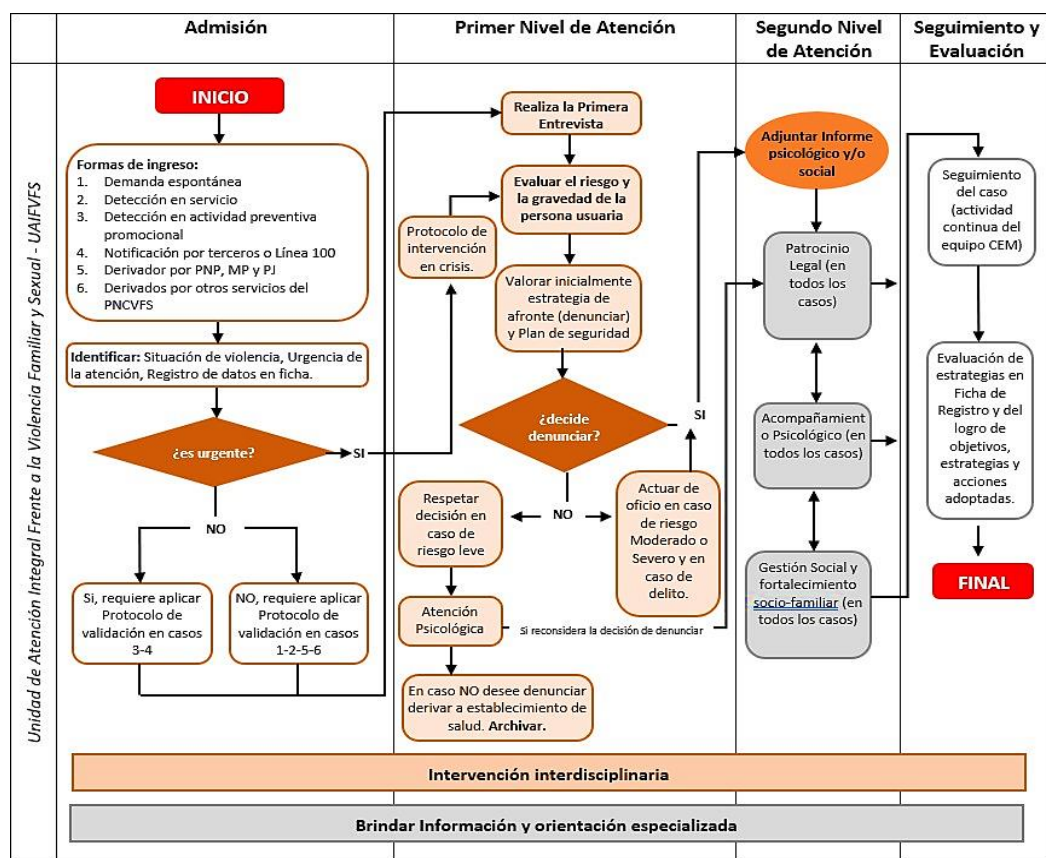 Unidad de Atención Integral Frente a la Violencia Familiar y Sexual - UAIFVFS
Admisión
INICIO
Formas de ingreso:
1. Demanda espontánea
2. Detección en servicio
3. Detección en actividad preventiva
promocional
4. Notificación por terceros o Línea 100
5. Derivador por PNP, MP y PJ
6. Derivados por otros servicios del
PNCVFS
Identificar: Situación de violencia, Urgencia de
la atención, Registro de datos en ficha.
¿es urgente?
SI
NO
Si, requiere aplicar
Protocolo de
validación en casos
3-4
NO, requiere aplicar
Protocolo de
validación en casos
1-2-5-6
Primer Nivel de Atención
Realiza la Primera
Entrevista
Evaluar el riesgo y
la gravedad de la
persona usuaria
Protocolo de
intervención
en crisis.
Valorar inicialmente
estrategia de
afronte (denunciar)
y Plan de seguridad
¿decide
denunciar?
SI
NO
Respetar
decisión en
caso de
riesgo leve
Actuar de
oficio en caso
de riesgo
Moderado o
Severo y en
caso de
delito.
Atención
Psicológica
Si reconsidera la decisión de denunciar
En caso NO desee denunciar
derivar a establecimiento de
salud. Archivar.
Segundo Nivel
de Atención
Adjuntar Informe
psicológico y/o
social
Patrocinio
Legal (en
todos los
casos)
Acompañamient
o Psicológico (en
todos los casos)
Gestión Social y
fortalecimiento
socio-familiar (en
todos los casos)
Seguimiento y
Evaluación
Seguimiento
del caso
(actividad
continua del
equipo CEM)
Evaluación de
estrategias en
Ficha de
Registro y del
logro de
objetivos,
estrategias y
acciones
adoptadas.
FINAL
Intervención interdisciplinaria
Brindar Información y orientación especializada